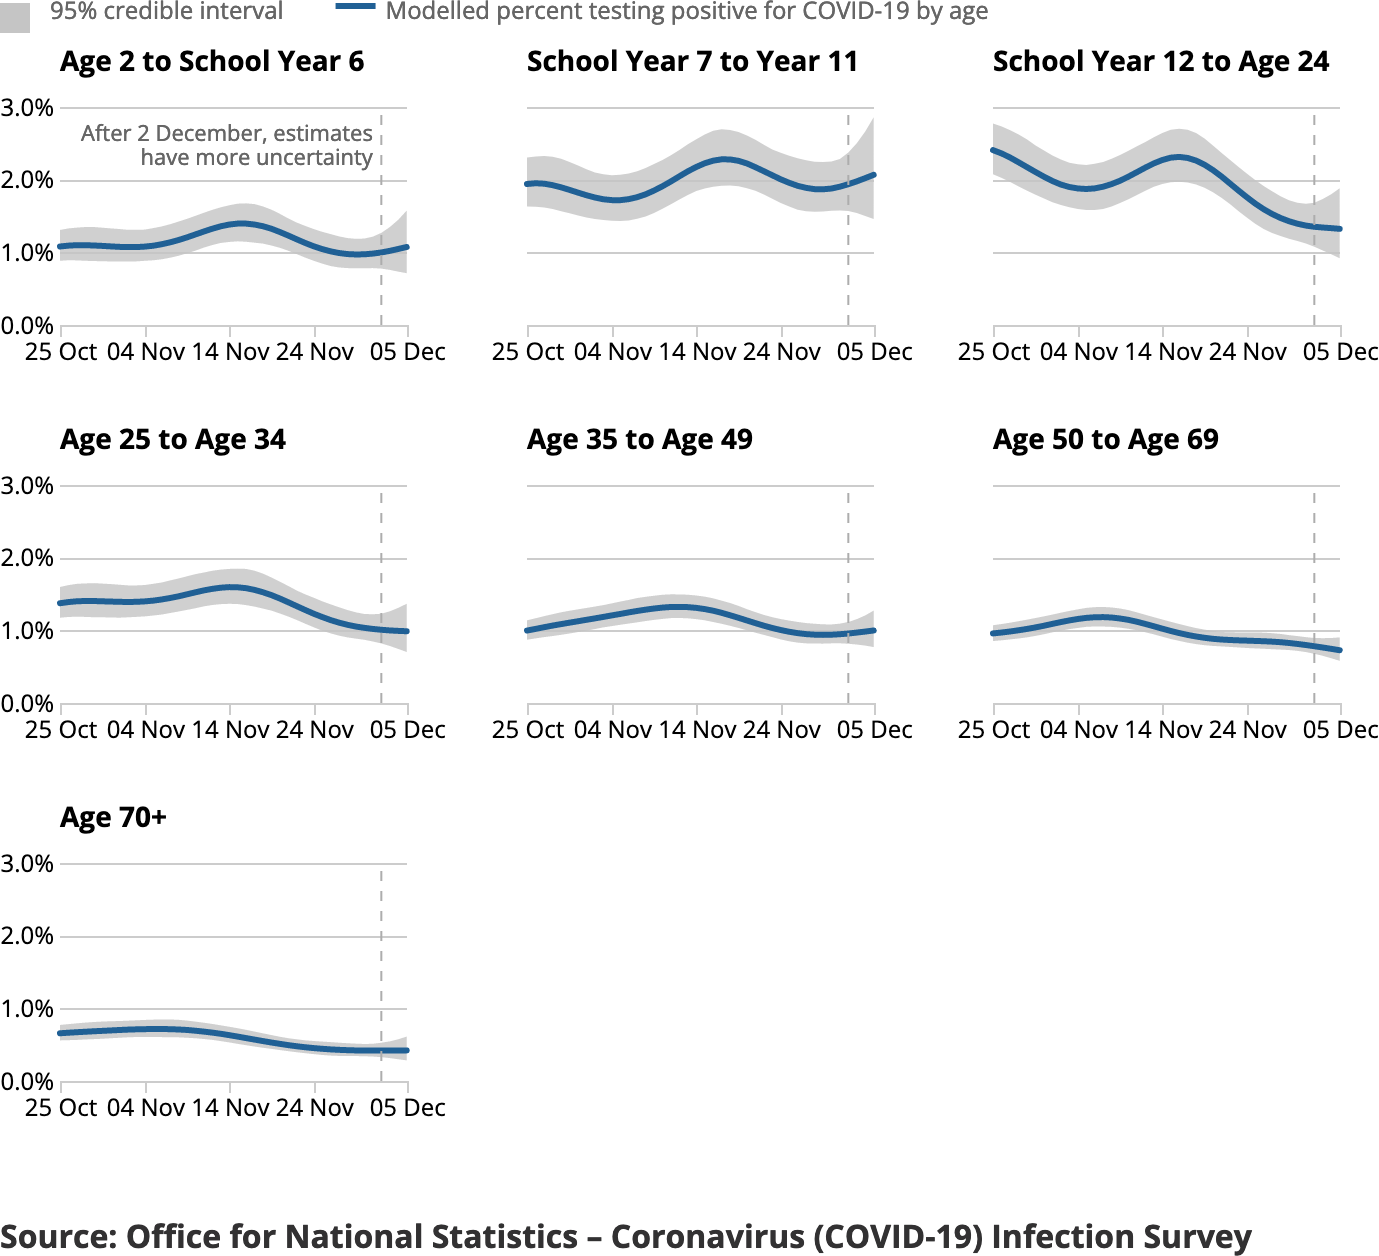 95% credible interval
Modelled percent testing positive for COVID-19 by age
Age 2 to School Year 6
School Year 7 to Year 11
School Year 12 to Age 24
3.0%
After 2 December, estimates
have more uncertainty
2.0%
1.0%
0.0%
25 Oct 04 Nov 14 Nov 24 Nov 05 Dec
25 Oct 04 Nov 14 Nov 24 Nov 05 Dec
25 Oct 04 Nov 14 Nov 24 Nov 05 Dec
Age 25 to Age 34
Age 35 to Age 49
Age 50 to Age 69
3.0%
2.0%
1.0%
0.0%
25 Oct 04 Nov 14 Nov 24 Nov 05 Dec
25 Oct 04 Nov 14 Nov 24 Nov 05 Dec
25 Oct 04 Nov 14 Nov 24 Nov 05 Dec
Age 70+
3.0%
2.0%
1.0%
0.0%
25 Oct 04 Nov 14 Nov 24 Nov 05 Dec
Source: Office for National Statistics – Coronavirus (COVID-19) Infection Survey